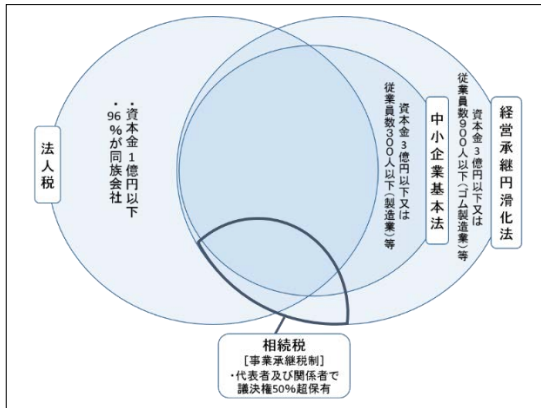 法人税
・資本金1億円以下
・96%が同族会社
経営承継円滑化法
資本金3億円以下又は
従業員数900人以下(ゴム製造業)等
中小企業基本法
資本金3億円以下又は
従業員数300人以下(製造業)等
相続税
[事業承継税制]
・代表者及び関係者で
議決権50%超保有